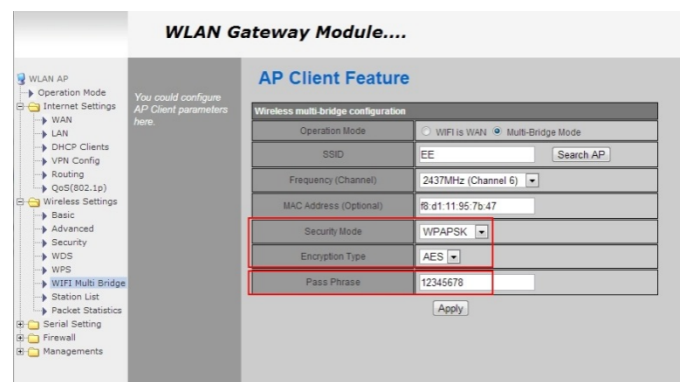 WLAN Gateway Module....
WLAN AP
Operation Mode
Internet Settings
WAN
LAN
DHCP Clients
VPN Config
Routing
QoS(802.1p)
Wireless Settings
Basic
Advanced
Security
WDS
WPS
WIFI Multi Bridge
Station List
Packet Statistics
Serial Setting
Firewall
Managements
You could configure
AP Client parameters
here.
AP Client Feature
Wireless multi-bridge configuration
Operation Mode WIFI is WAN Multi-Bridge Mode
SSID EE Search AP
Frequency (Channel) 2437MHz (Channel 6)
MAC Address (Optional) f8:d1:11:95:7b:47
Security Mode WPAPSK
Encryption Type AES
Pass Phrase 12345678
Apply